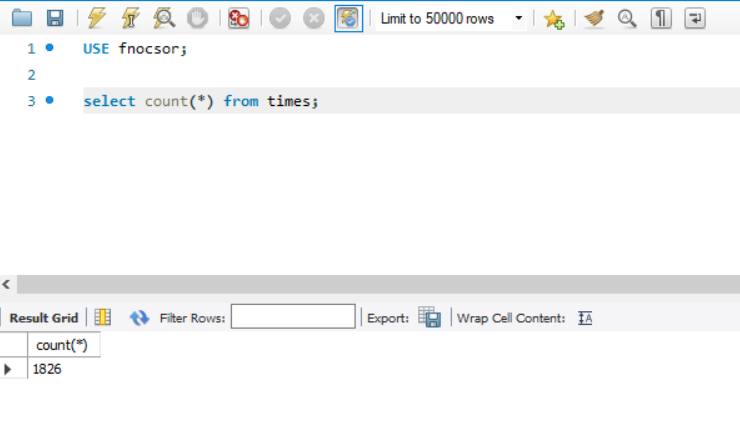 Limit to 50000 rows
1 USE fnocsor;
2
3 select count(*) from times;
Result Grid Filter Rows: Export: Wrap Cell Content:
count(*)
1826